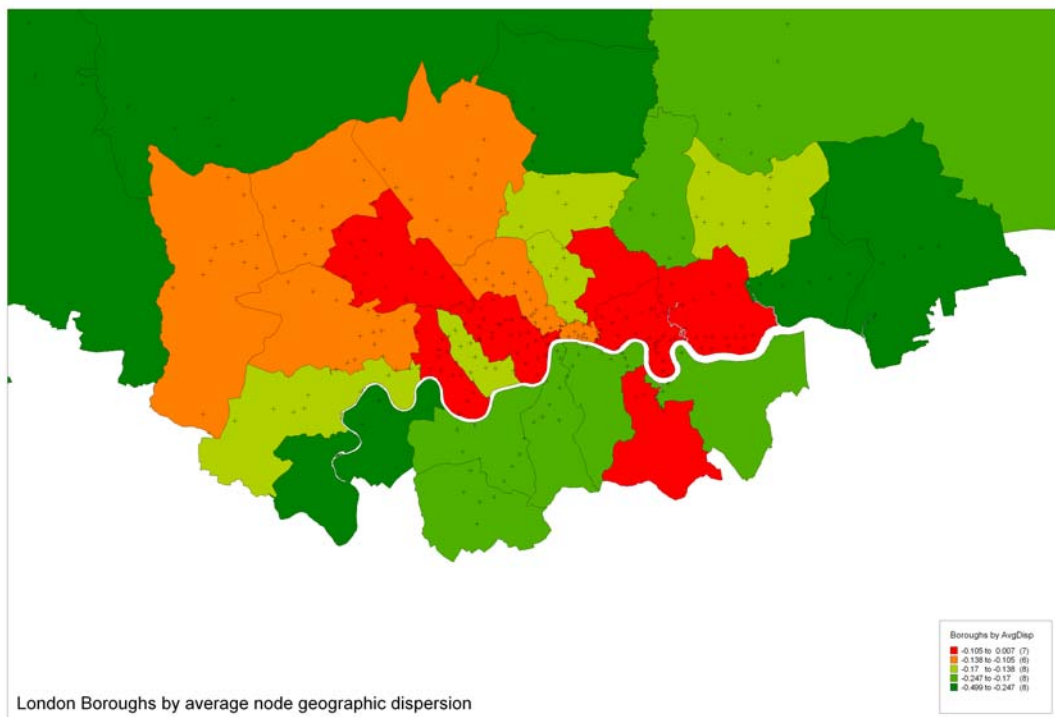 Boroughs by AvgDisp
-0.105 to 0.007 (7)
-0.138 to -0.105 (6)
-0.17 to -0.138 (8)
-0.247 to -0.17 (8)
-0.499 to -0.247 (8)
London Boroughs by average node geographic dispersion